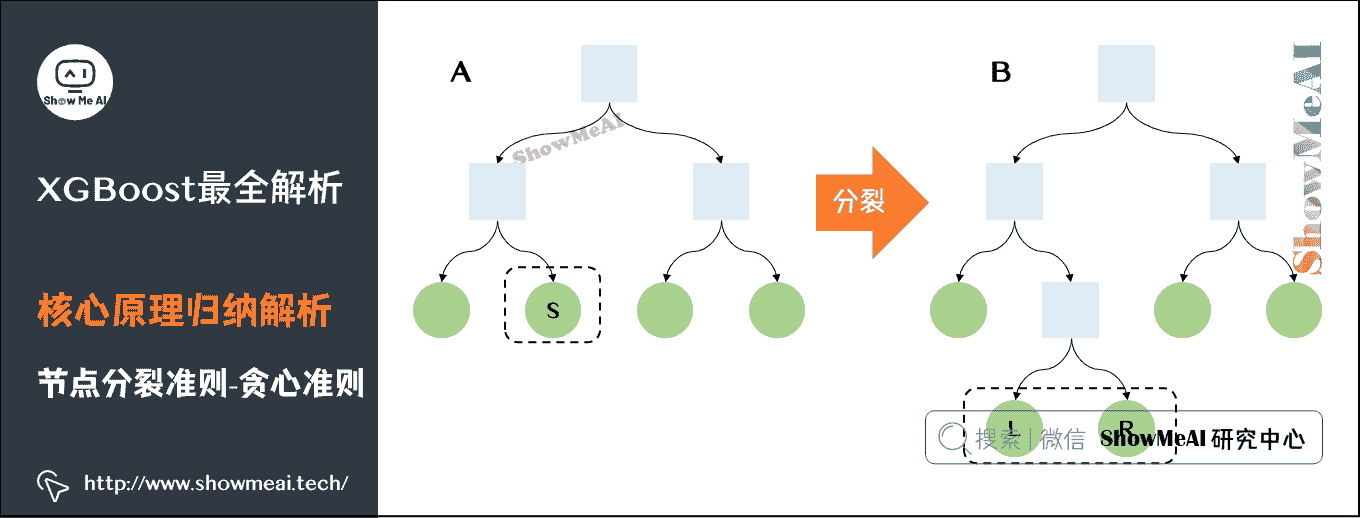 Show Me AI
XGBoost最全解析
核心原理归纳解析
节点分裂准则-贪心准则
http://www.showmeai.tech/
A
ShowMeAI
S
分裂
B
ShowMeAI
L
R
搜索 | 微信 ShowMeAI 研究中心